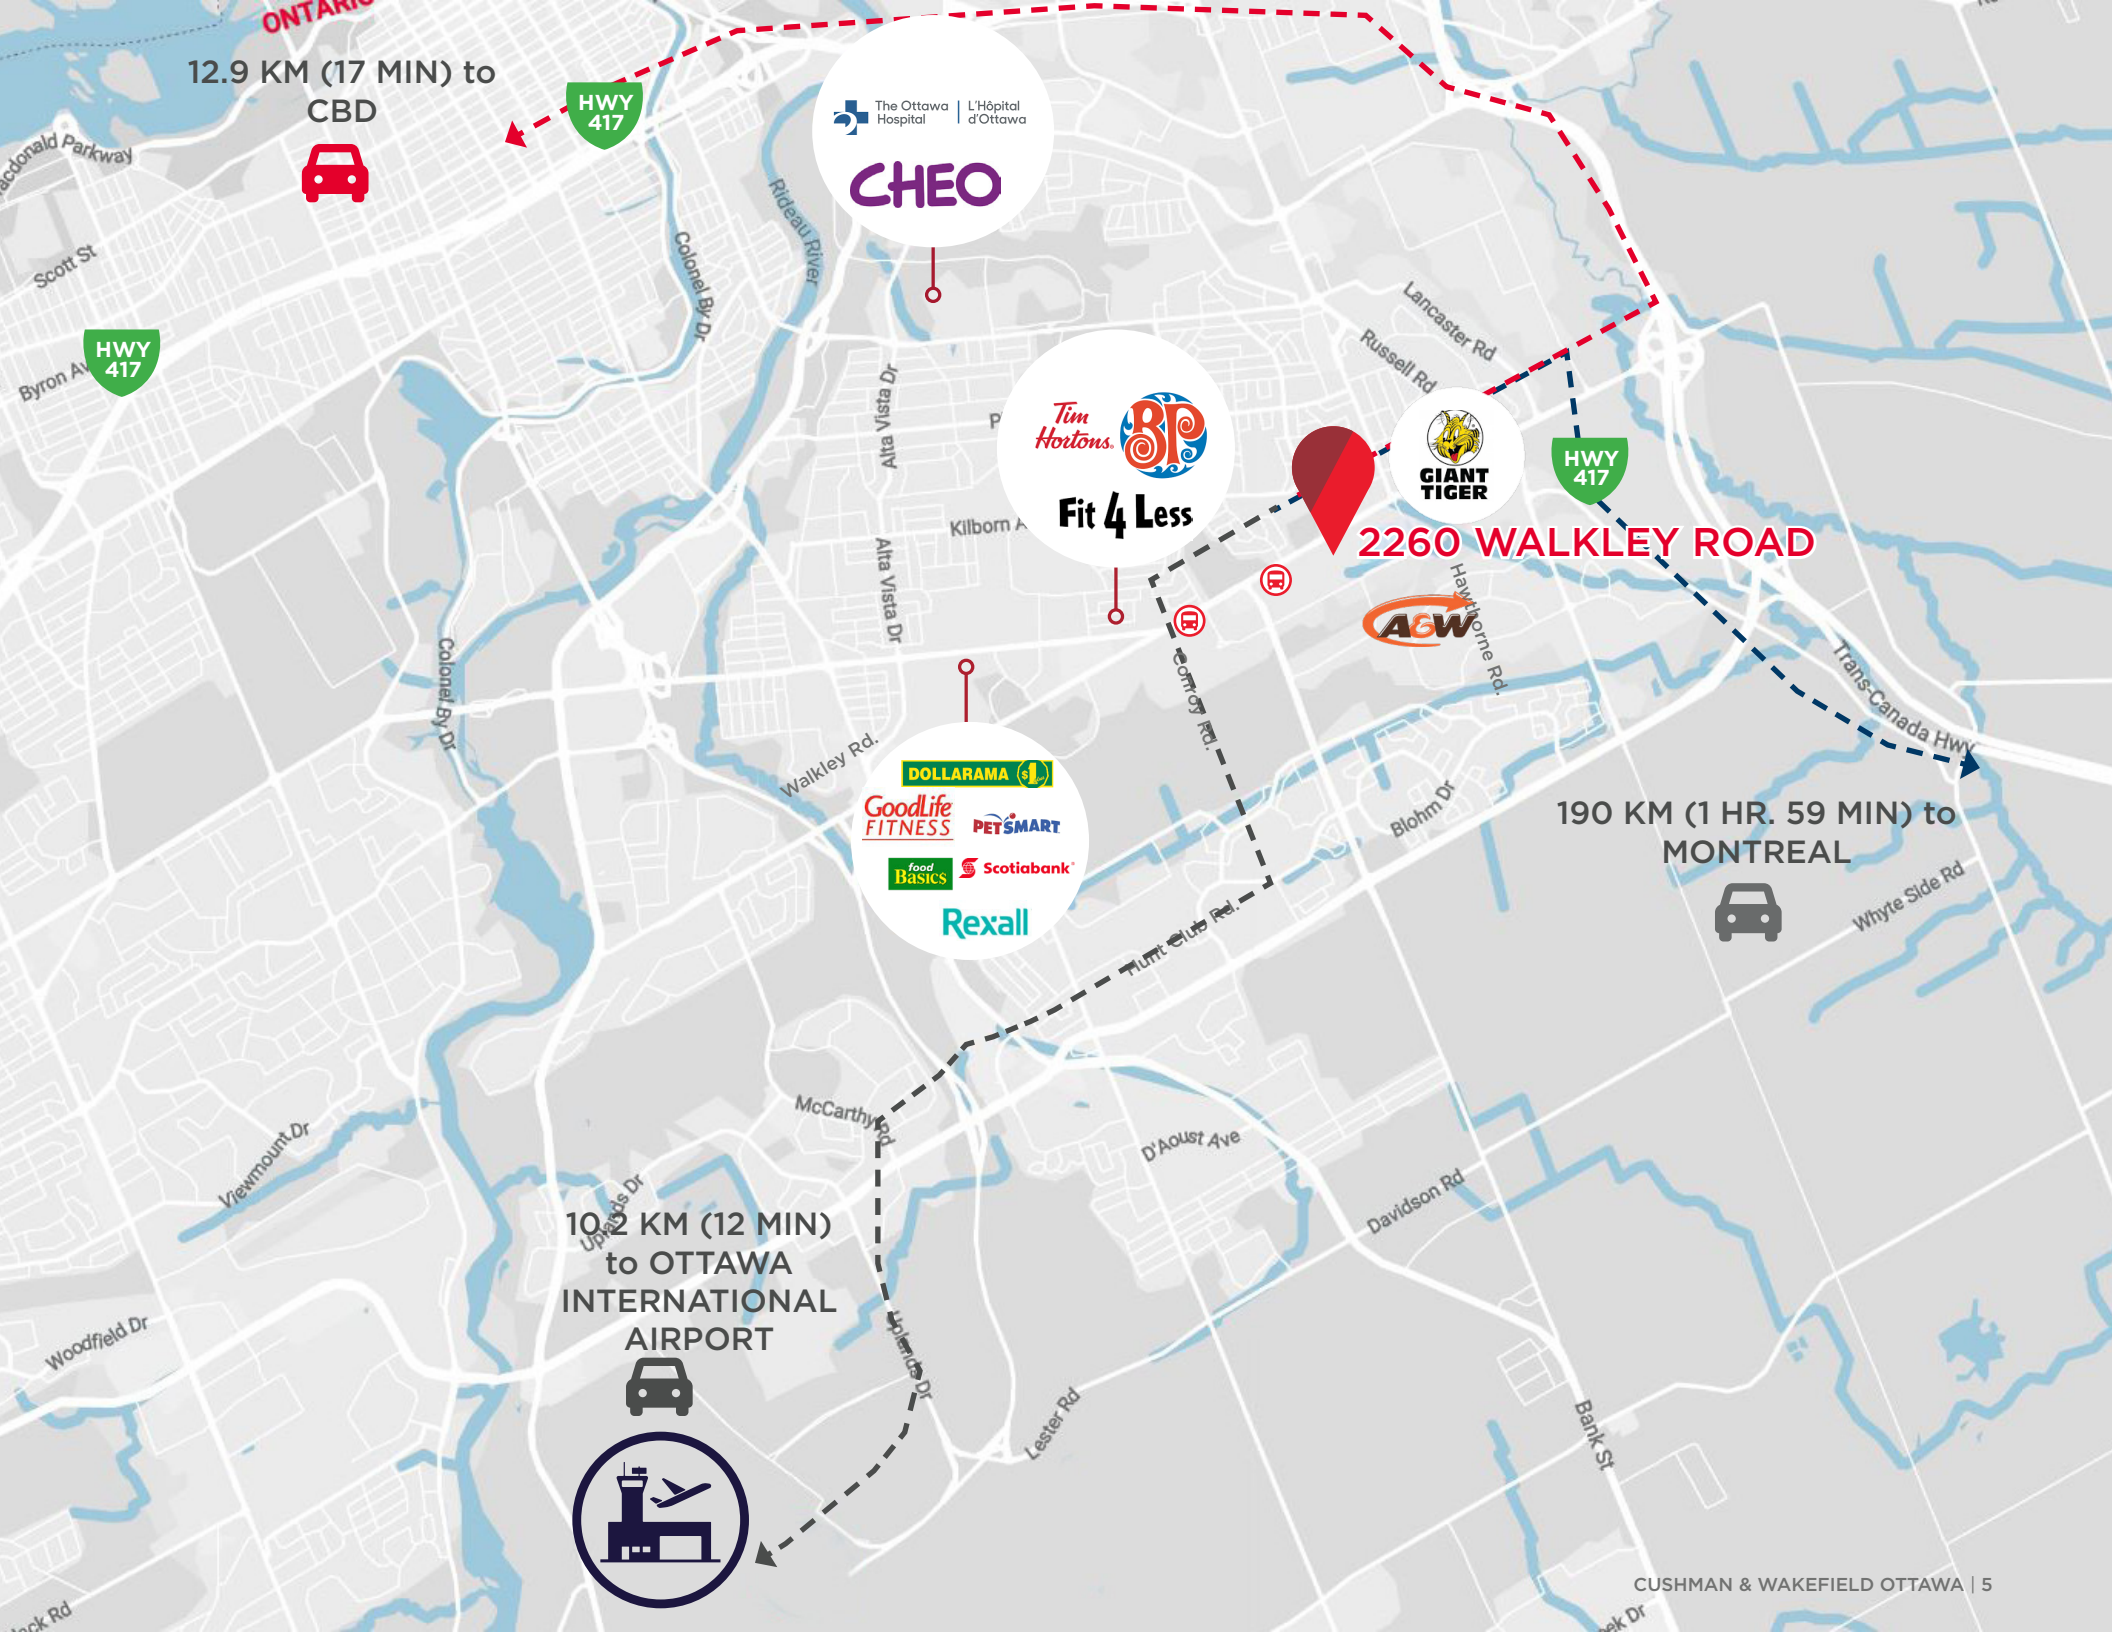 ONTARIO
12.9 KM (17 MIN) to
CBD
HWY
417
The Ottawa
Hospital
L'Hôpital
d'Ottawa
CHEO
Parkway
Scott St
Colonel By Dr
Rideau River
HWY
417
Byron
Lancaster Rd
Russell Rd
Alta Vista Dr
Tim
Hortons.
BP
Fit 4 Less
Kilborn
GIANT
TIGER
HWY
417
2260 WALKLEY ROAD
Alta Vista Dr
Hawthorne Rd.
A&W
Colonel By Dr
Conroy Rd.
Trans-Canada Hwy
Walkley Rd.
DOLLARAMA $1
GoodLife
FITNESS
PETSMART
food
Basics
Scotiabank
Rexall
Blohm Dr
190 KM (1 HR. 59 MIN) to
MONTREAL
Whyte Side Rd
Hunt Club Rd.
McCarthy Rd
D'Aoust Ave
Viewmount Dr
Davidson Rd
Uplands Dr
10.2 KM (12 MIN)
to OTTAWA
INTERNATIONAL
AIRPORT
Woodfield Dr
Uplands Dr
Lester Rd
Bank St
CUSHMAN & WAKEFIELD OTTAWA | 5
Rd
Dr